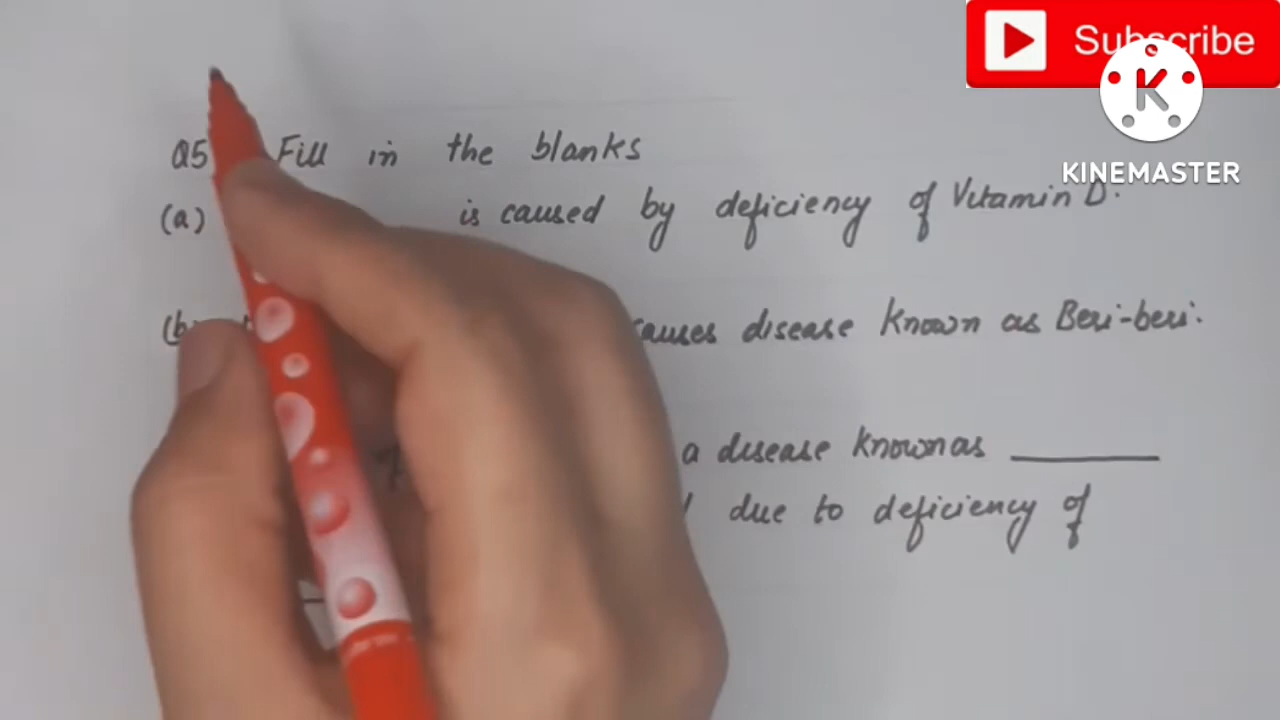 Subscribe
KINEMASTER
Q5 Fill in the blanks
(a) is caused by deficiency of Vitamin D.
(b) causes disease known as Beri-beri.
a disease known as ________
due to deficiency of